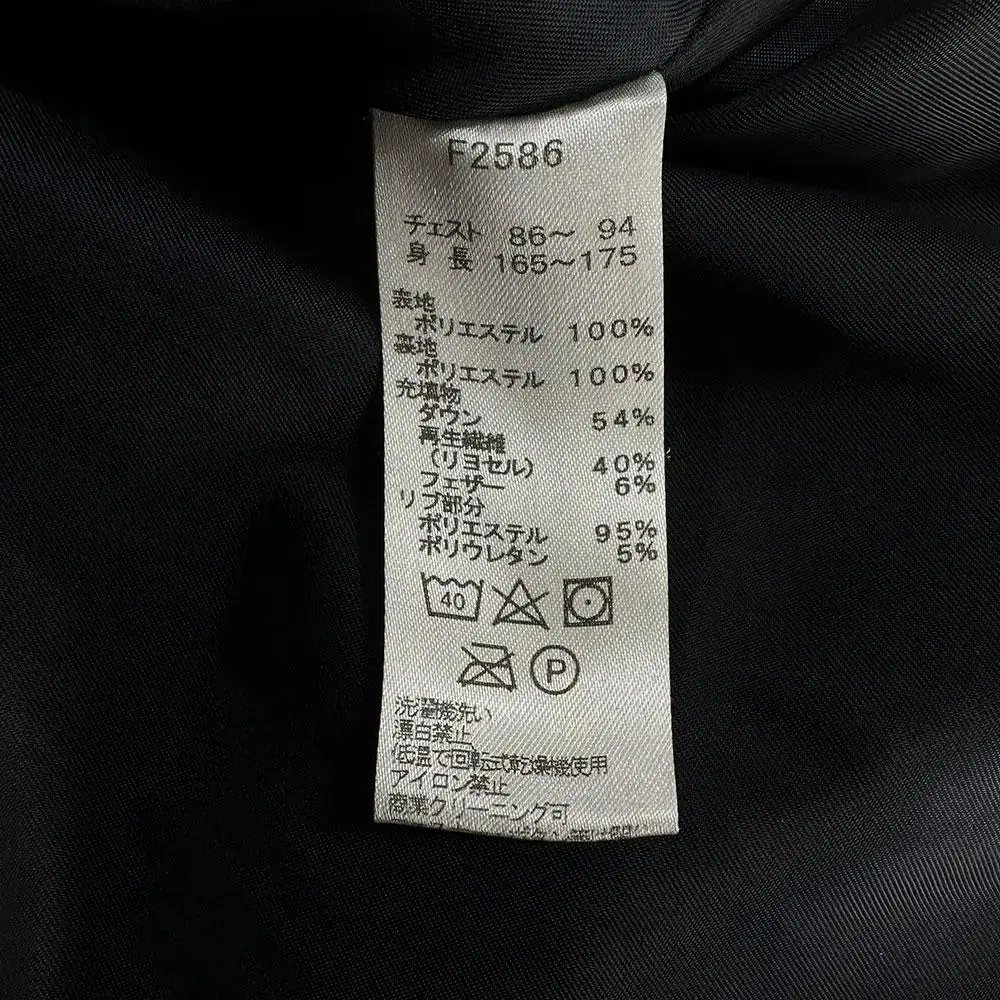 F2586
チェスト 86～ 94
身長 165～175
表地
ポリエステル 100%
裏地
ポリエステル 100%
充填物
ダウン 54%
再生繊維
(リヨセル) 40%
フェザー 6%
リブ部分
ポリエステル 95%
ポリウレタン 5%
40
P
洗濯機洗い
漂白禁止
低温で回転式乾燥機使用
アイロン禁止
商業クリーニング可